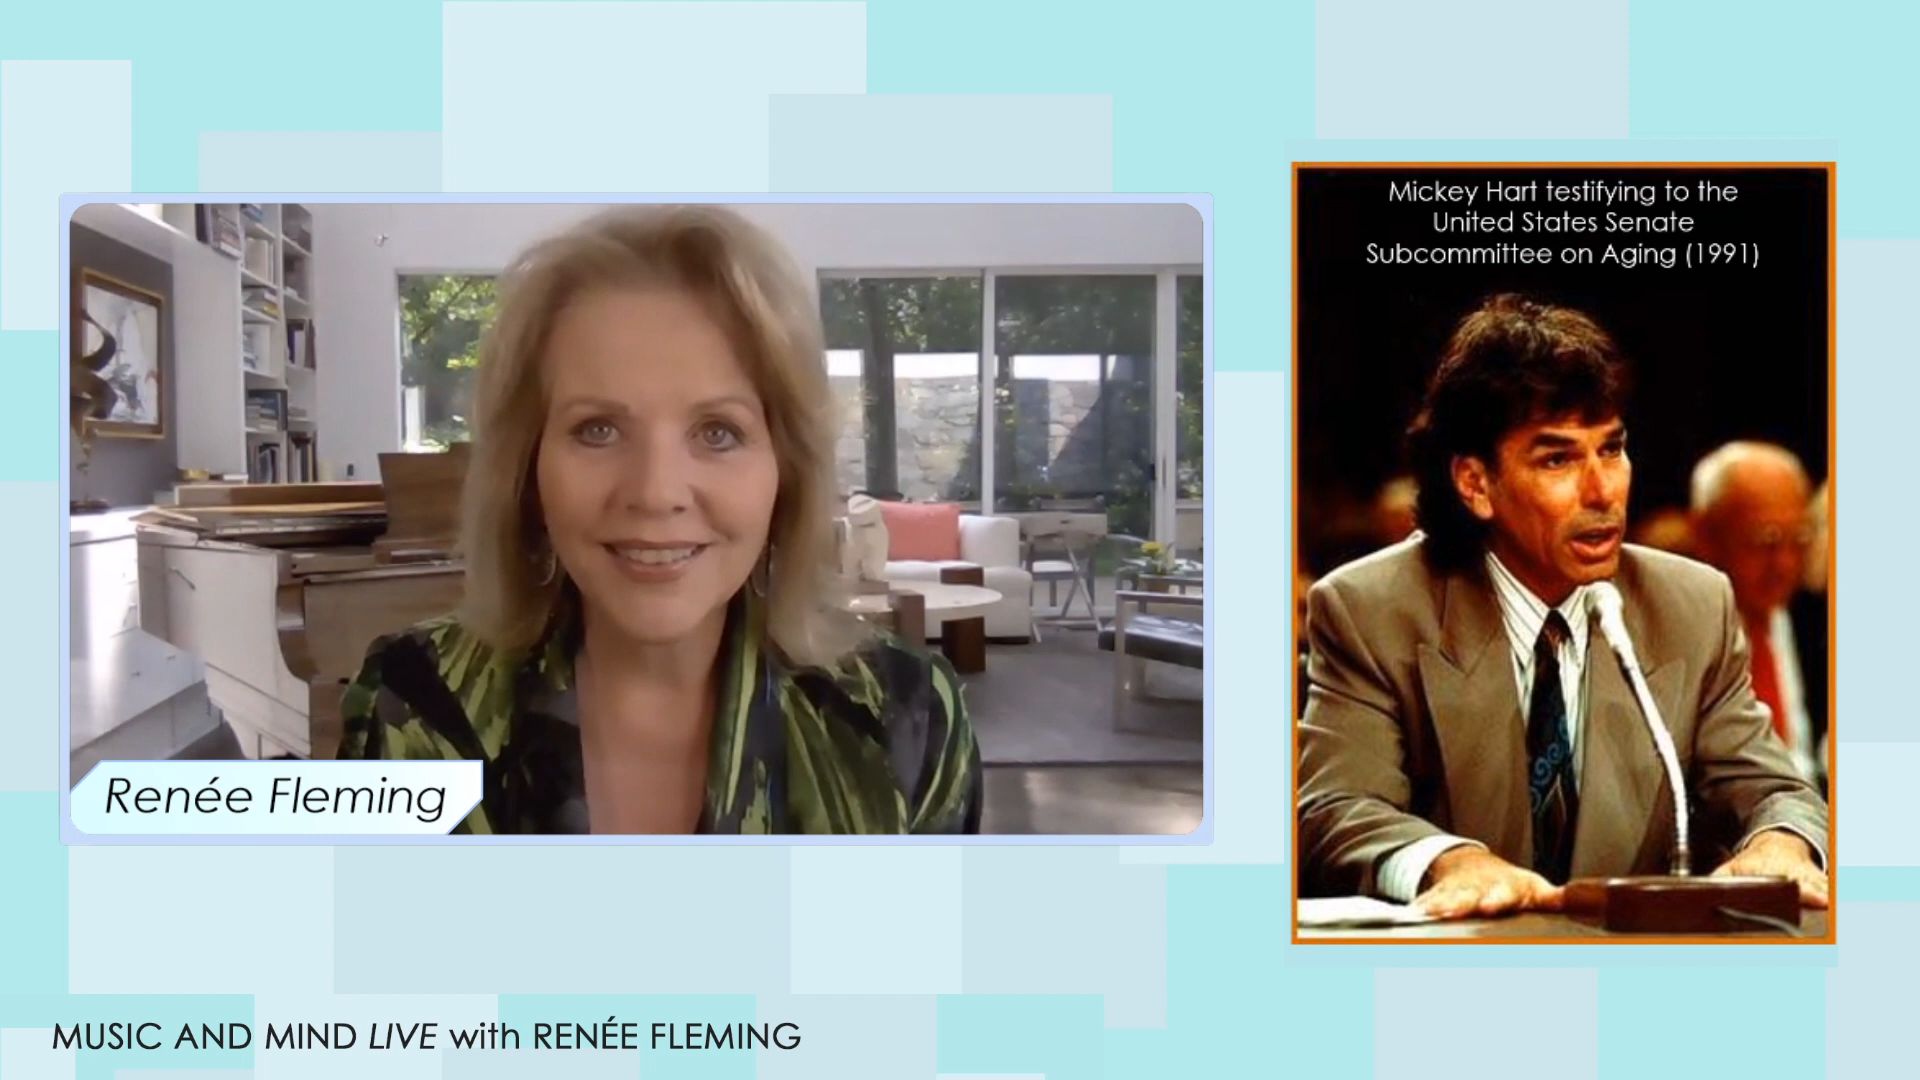 Mickey Hart testifying to the
United States Senate
Subcommittee on Aging (1991)
Renée Fleming
MUSIC AND MIND LIVE with RENÉE FLEMING